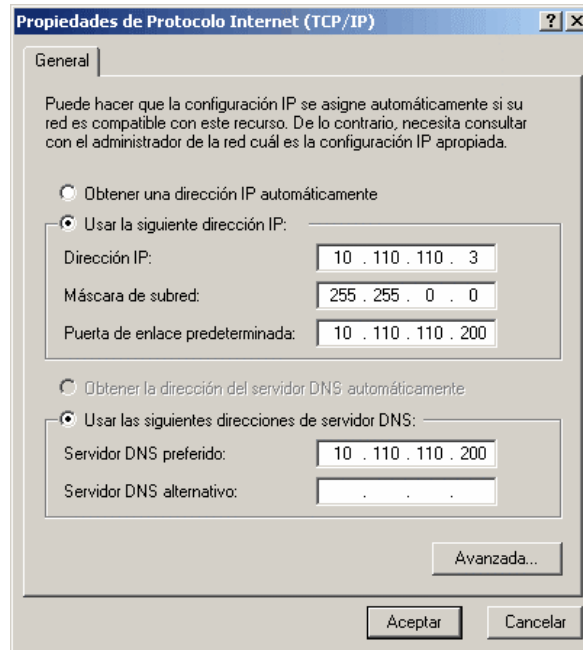 Propiedades de Protocolo Internet (TCP/IP)
General
Puede hacer que la configuración IP se asigne automáticamente si su
red es compatible con este recurso. De lo contrario, necesita consultar
con el administrador de la red cuál es la configuración IP apropiada.
Obtener una dirección IP automáticamente
Usar la siguiente dirección IP:
Dirección IP: 10 . 110 . 110 . 3
Máscara de subred: 255 . 255 . 0 . 0
Puerta de enlace predeterminada: 10 . 110 . 110 . 200
Obtener la dirección del servidor DNS automáticamente
Usar las siguientes direcciones de servidor DNS:
Servidor DNS preferido: 10 . 110 . 110 . 200
Servidor DNS alternativo: . . .
Avanzada...
Aceptar Cancelar